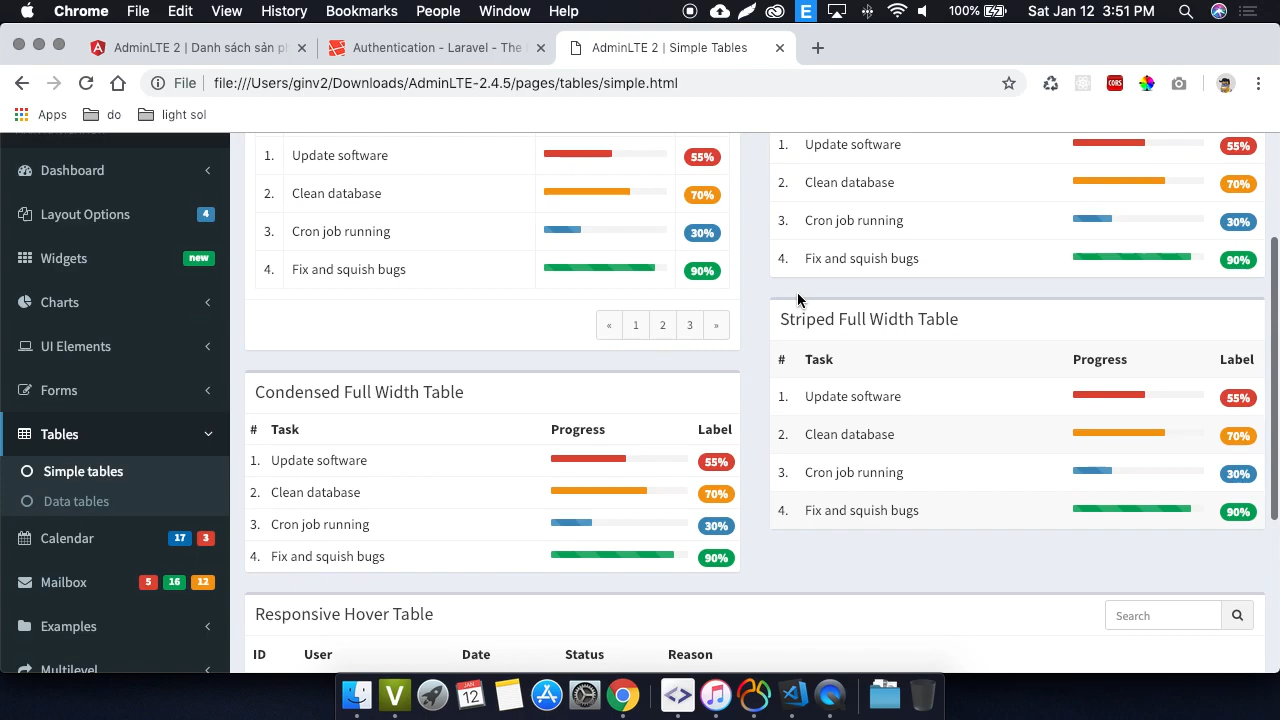 Chrome File Edit View History Bookmarks People Window Help 100% Sat Jan 12 3:51 PM
AdminLTE 2 | Danh sách sản pl
Authentication - Laravel - The
AdminLTE 2 | Simple Tables
File file:///Users/ginv2/Downloads/AdminLTE-2.4.5/pages/tables/simple.html
Apps do light sol
Dashboard
Layout Options 4
Widgets new
Charts
UI Elements
Forms
Tables
Simple tables
Data tables
Calendar 17 3
Mailbox 5 16 12
Examples
Multilevel
1. Update software 55%
2. Clean database 70%
3. Cron job running 30%
4. Fix and squish bugs 90%
« 1 2 3 »
Condensed Full Width Table
# Task Progress Label
1. Update software 55%
2. Clean database 70%
3. Cron job running 30%
4. Fix and squish bugs 90%
1. Update software 55%
2. Clean database 70%
3. Cron job running 30%
4. Fix and squish bugs 90%
Striped Full Width Table
# Task Progress Label
1. Update software 55%
2. Clean database 70%
3. Cron job running 30%
4. Fix and squish bugs 90%
Responsive Hover Table
Search
ID User Date Status Reason
JAN
12